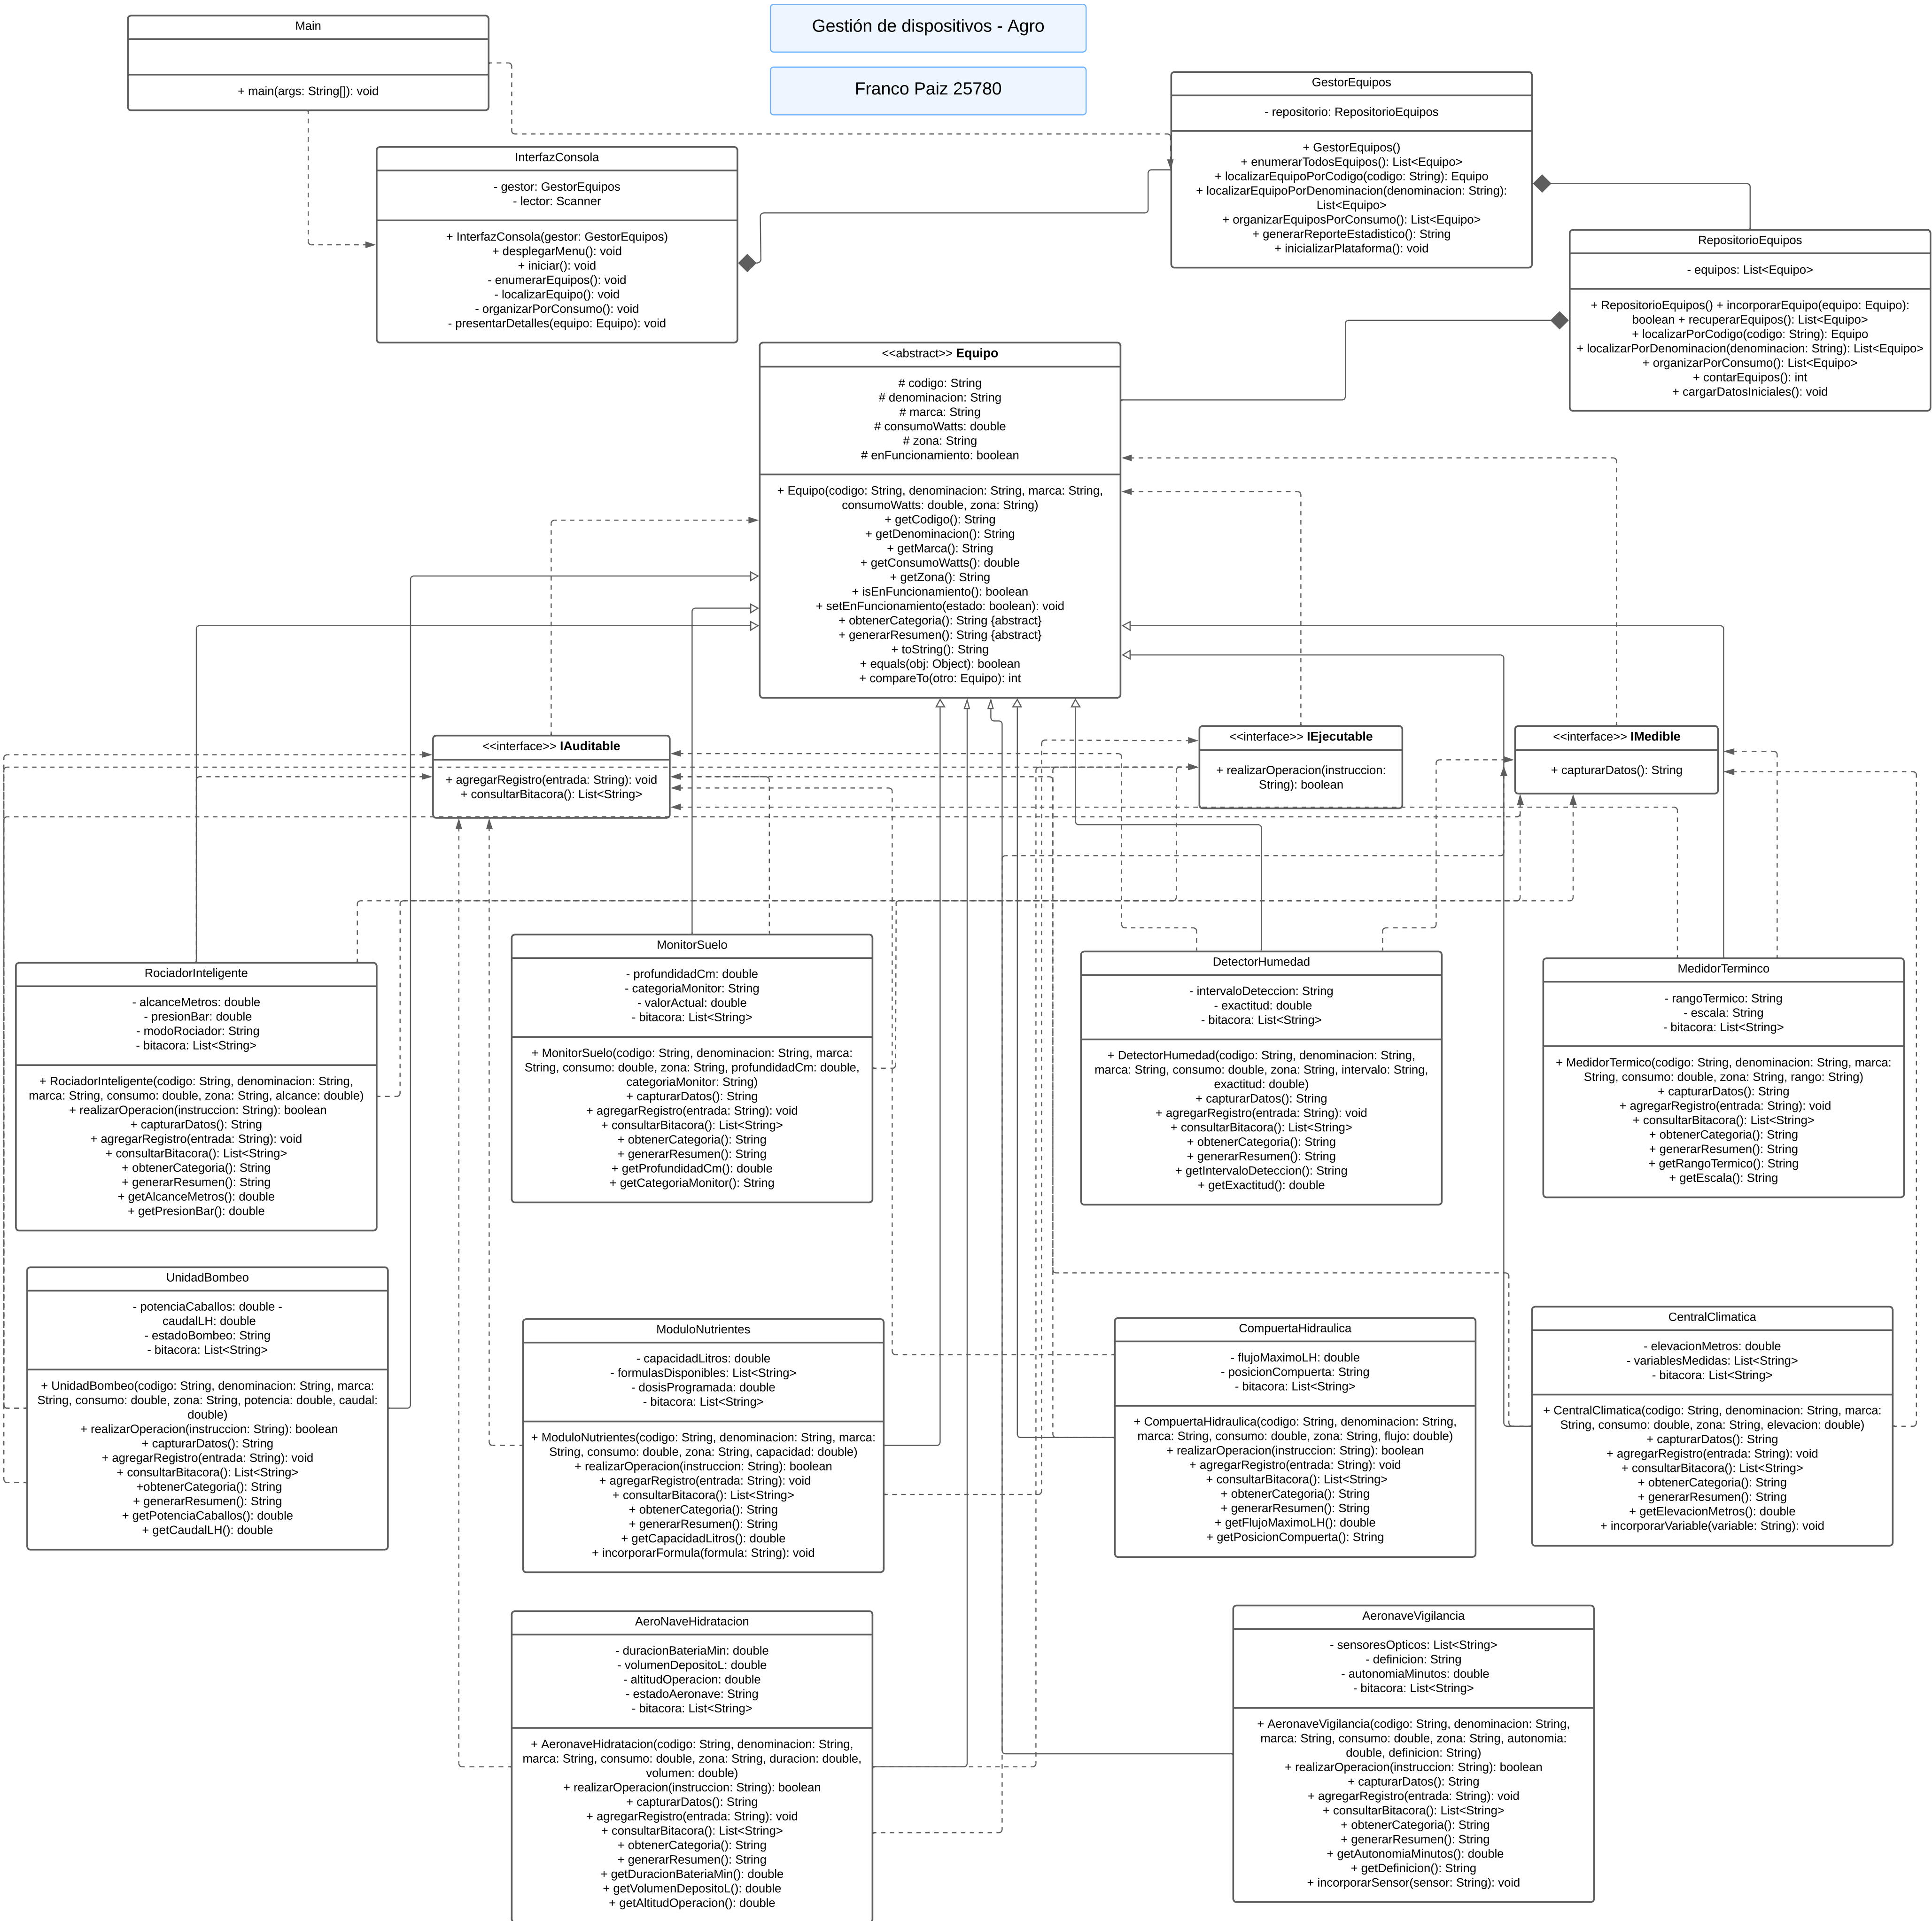 Gestión de dispositivos - Agro
Franco Paiz 25780
Main
+ main(args: String[]): void
InterfazConsola
- gestor: GestorEquipos
- lector: Scanner
+ InterfazConsola(gestor: GestorEquipos)
+ desplegarMenu(): void
+ iniciar(): void
- enumerarEquipos(): void
- localizarEquipo(): void
- organizarPorConsumo(): void
- presentarDetalles(equipo: Equipo): void
GestorEquipos
- repositorio: RepositorioEquipos
+ GestorEquipos()
+ enumerarTodosEquipos(): List<Equipo>
+ localizarEquipoPorCodigo(codigo: String): Equipo
+ localizarEquipoPorDenominacion(denominacion: String):
List<Equipo>
+ organizarEquiposPorConsumo(): List<Equipo>
+ generarReporteEstadistico(): String
+ inicializarPlataforma(): void
RepositorioEquipos
- equipos: List<Equipo>
+ RepositorioEquipos() + incorporarEquipo(equipo: Equipo):
boolean + recuperarEquipos(): List<Equipo>
+ localizarPorCodigo(codigo: String): Equipo
+ localizarPorDenominacion(denominacion: String): List<Equipo>
+ organizarPorConsumo(): List<Equipo>
+ contarEquipos(): int
+ cargarDatosIniciales(): void
<<abstract>> Equipo
# codigo: String
# denominacion: String
# marca: String
# consumoWatts: double
# zona: String
# enFuncionamiento: boolean
+ Equipo(codigo: String, denominacion: String, marca: String,
consumoWatts: double, zona: String)
+ getCodigo(): String
+ getDenominacion(): String
+ getMarca(): String
+ getConsumoWatts(): double
+ getZona(): String
+ isEnFuncionamiento(): boolean
+ setEnFuncionamiento(estado: boolean): void
+ obtenerCategoria(): String {abstract}
+ generarResumen(): String {abstract}
+ toString(): String
+ equals(obj: Object): boolean
+ compareTo(otro: Equipo): int
<<interface>> IAuditable
+ agregarRegistro(entrada: String): void
+ consultarBitacora(): List<String>
<<interface>> IEjecutable
+ realizarOperacion(instruccion:
String): boolean
<<interface>> IMedible
+ capturarDatos(): String
RociadorInteligente
- alcanceMetros: double
- presionBar: double
- modoRociador: String
- bitacora: List<String>
+ RociadorInteligente(codigo: String, denominacion: String,
marca: String, consumo: double, zona: String, alcance: double)
+ realizarOperacion(instruccion: String): boolean
+ capturarDatos(): String
+ agregarRegistro(entrada: String): void
+ consultarBitacora(): List<String>
+ obtenerCategoria(): String
+ generarResumen(): String
+ getAlcanceMetros(): double
+ getPresionBar(): double
MonitorSuelo
- profundidadCm: double
- categoriaMonitor: String
- valorActual: double
- bitacora: List<String>
+ MonitorSuelo(codigo: String, denominacion: String, marca:
String, consumo: double, zona: String, profundidadCm: double,
categoriaMonitor: String)
+ capturarDatos(): String
+ agregarRegistro(entrada: String): void
+ consultarBitacora(): List<String>
+ obtenerCategoria(): String
+ generarResumen(): String
+ getProfundidadCm(): double
+ getCategoriaMonitor(): String
DetectorHumedad
- intervaloDeteccion: String
- exactitud: double
- bitacora: List<String>
+ DetectorHumedad(codigo: String, denominacion: String,
marca: String, consumo: double, zona: String, intervalo: String,
exactitud: double)
+ capturarDatos(): String
+ agregarRegistro(entrada: String): void
+ consultarBitacora(): List<String>
+ obtenerCategoria(): String
+ generarResumen(): String
+ getIntervaloDeteccion(): String
+ getExactitud(): double
MedidorTerminco
- rangoTermico: String
- escala: String
- bitacora: List<String>
+ MedidorTermico(codigo: String, denominacion: String, marca:
String, consumo: double, zona: String, rango: String)
+ capturarDatos(): String
+ agregarRegistro(entrada: String): void
+ consultarBitacora(): List<String>
+ obtenerCategoria(): String
+ generarResumen(): String
+ getRangoTermico(): String
+ getEscala(): String
UnidadBombeo
- potenciaCaballos: double -
caudalLH: double
- estadoBombeo: String
- bitacora: List<String>
+ UnidadBombeo(codigo: String, denominacion: String, marca:
String, consumo: double, zona: String, potencia: double, caudal:
double)
+ realizarOperacion(instruccion: String): boolean
+ capturarDatos(): String
+ agregarRegistro(entrada: String): void
+ consultarBitacora(): List<String>
+obtenerCategoria(): String
+ generarResumen(): String
+ getPotenciaCaballos(): double
+ getCaudalLH(): double
ModuloNutrientes
- capacidadLitros: double
- formulasDisponibles: List<String>
- dosisProgramada: double
- bitacora: List<String>
+ ModuloNutrientes(codigo: String, denominacion: String, marca:
String, consumo: double, zona: String, capacidad: double)
+ realizarOperacion(instruccion: String): boolean
+ agregarRegistro(entrada: String): void
+ consultarBitacora(): List<String>
+ obtenerCategoria(): String
+ generarResumen(): String
+ getCapacidadLitros(): double
+ incorporarFormula(formula: String): void
CompuertaHidraulica
- flujoMaximoLH: double
- posicionCompuerta: String
- bitacora: List<String>
+ CompuertaHidraulica(codigo: String, denominacion: String,
marca: String, consumo: double, zona: String, flujo: double)
+ realizarOperacion(instruccion: String): boolean
+ agregarRegistro(entrada: String): void
+ consultarBitacora(): List<String>
+ obtenerCategoria(): String
+ generarResumen(): String
+ getFlujoMaximoLH(): double
+ getPosicionCompuerta(): String
CentralClimatica
- elevacionMetros: double
- variablesMedidas: List<String>
- bitacora: List<String>
+ CentralClimatica(codigo: String, denominacion: String, marca:
String, consumo: double, zona: String, elevacion: double)
+ capturarDatos(): String
+ agregarRegistro(entrada: String): void
+ consultarBitacora(): List<String>
+ obtenerCategoria(): String
+ generarResumen(): String
+ getElevacionMetros(): double
+ incorporarVariable(variable: String): void
AeroNaveHidratacion
- duracionBateriaMin: double
- volumenDepositoL: double
- altitudOperacion: double
- estadoAeronave: String
- bitacora: List<String>
+ AeronaveHidratacion(codigo: String, denominacion: String,
marca: String, consumo: double, zona: String, duracion: double,
volumen: double)
+ realizarOperacion(instruccion: String): boolean
+ capturarDatos(): String
+ agregarRegistro(entrada: String): void
+ consultarBitacora(): List<String>
+ obtenerCategoria(): String
+ generarResumen(): String
+ getDuracionBateriaMin(): double
+ getVolumenDepositoL(): double
+ getAltitudOperacion(): double
AeronaveVigilancia
- sensoresOpticos: List<String>
- definicion: String
- autonomiaMinutos: double
- bitacora: List<String>
+ AeronaveVigilancia(codigo: String, denominacion: String,
marca: String, consumo: double, zona: String, autonomia:
double, definicion: String)
+ realizarOperacion(instruccion: String): boolean
+ capturarDatos(): String
+ agregarRegistro(entrada: String): void
+ consultarBitacora(): List<String>
+ obtenerCategoria(): String
+ generarResumen(): String
+ getAutonomiaMinutos(): double
+ getDefinicion(): String
+ incorporarSensor(sensor: String): void